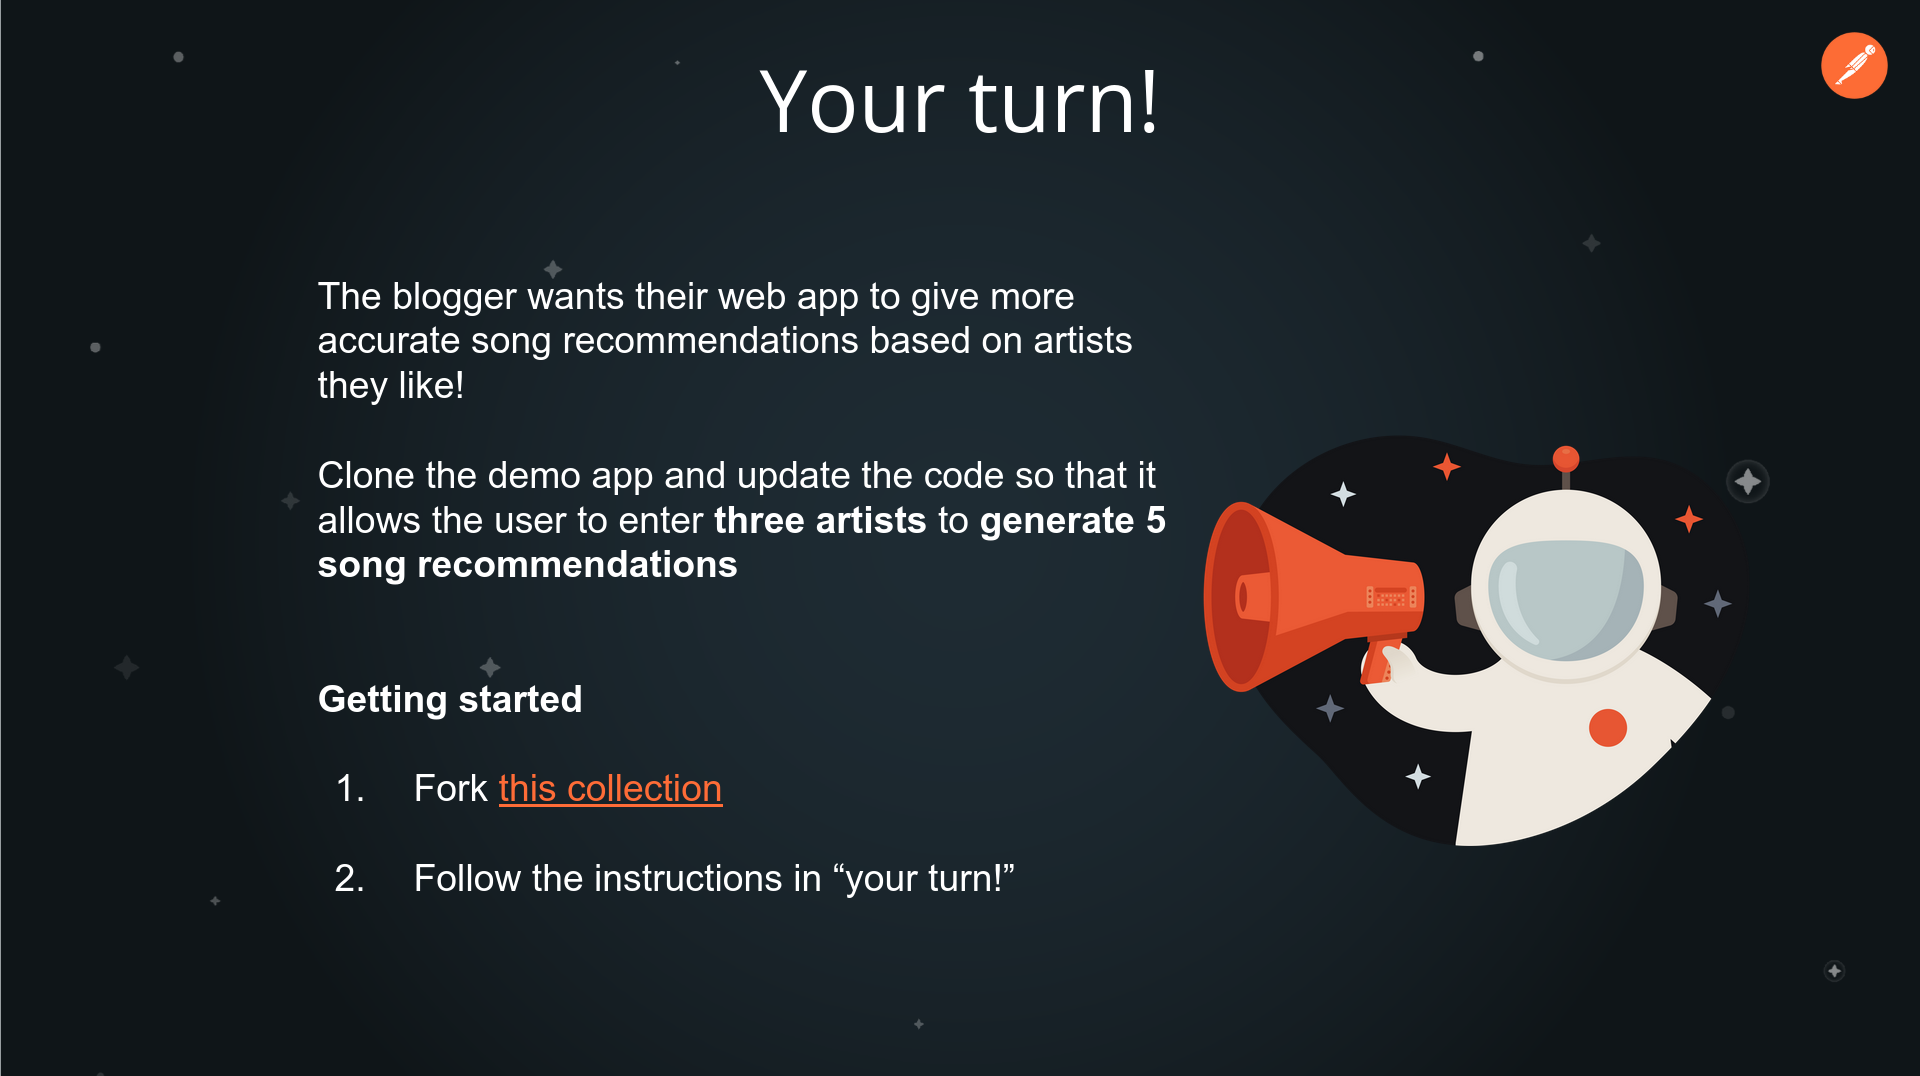 Your turn!
The blogger wants their web app to give more
accurate song recommendations based on artists
they like!
Clone the demo app and update the code so that it
allows the user to enter three artists to generate 5
song recommendations
Getting started
1. Fork this collection
2. Follow the instructions in “your turn!”